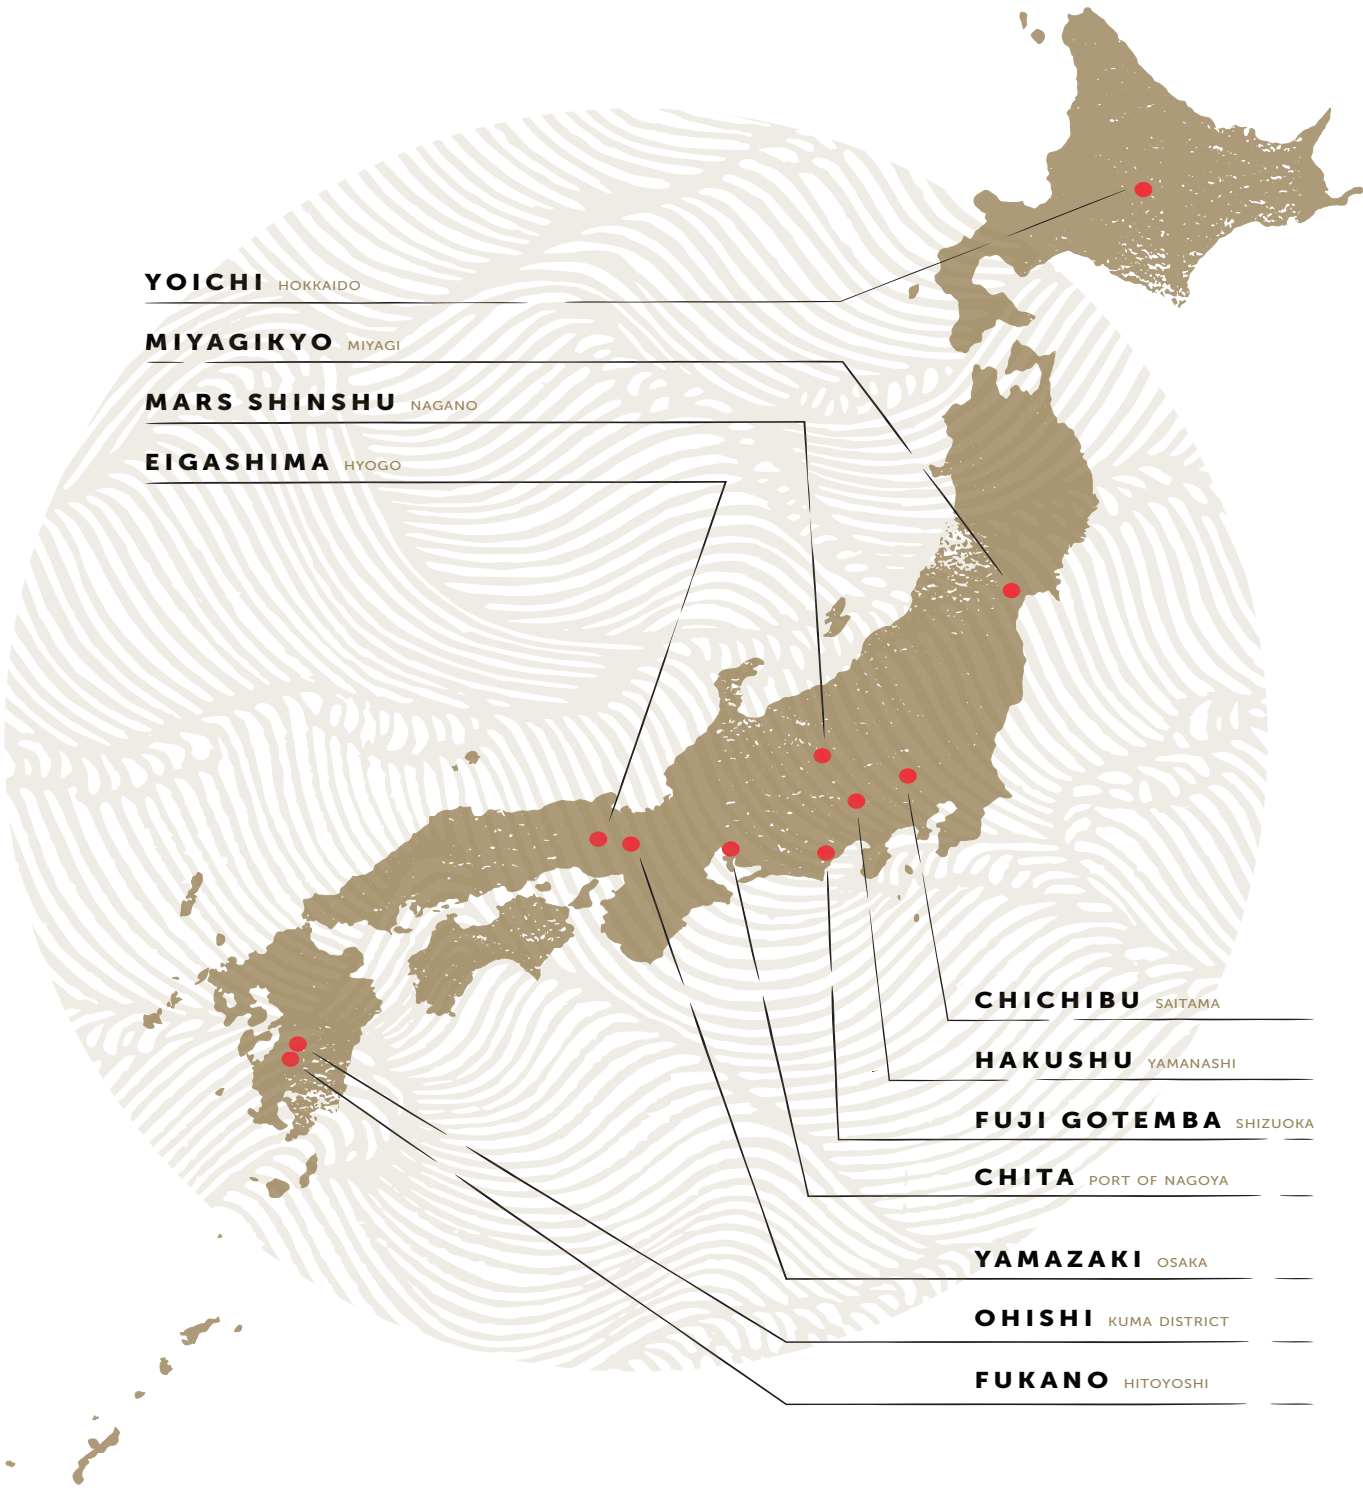 YOICHI HOKKAIDO
MIYAGIKYO MIYAGI
MARS SHINSHU NAGANO
EIGASHIMA HYOGO
CHICHIBU SAITAMA
HAKUSHU YAMANASHI
FUJI GOTEMBA SHIZUOKA
CHITA PORT OF NAGOYA
YAMAZAKI OSAKA
OHISHI KUMA DISTRICT
FUKANO HITOYOSHI